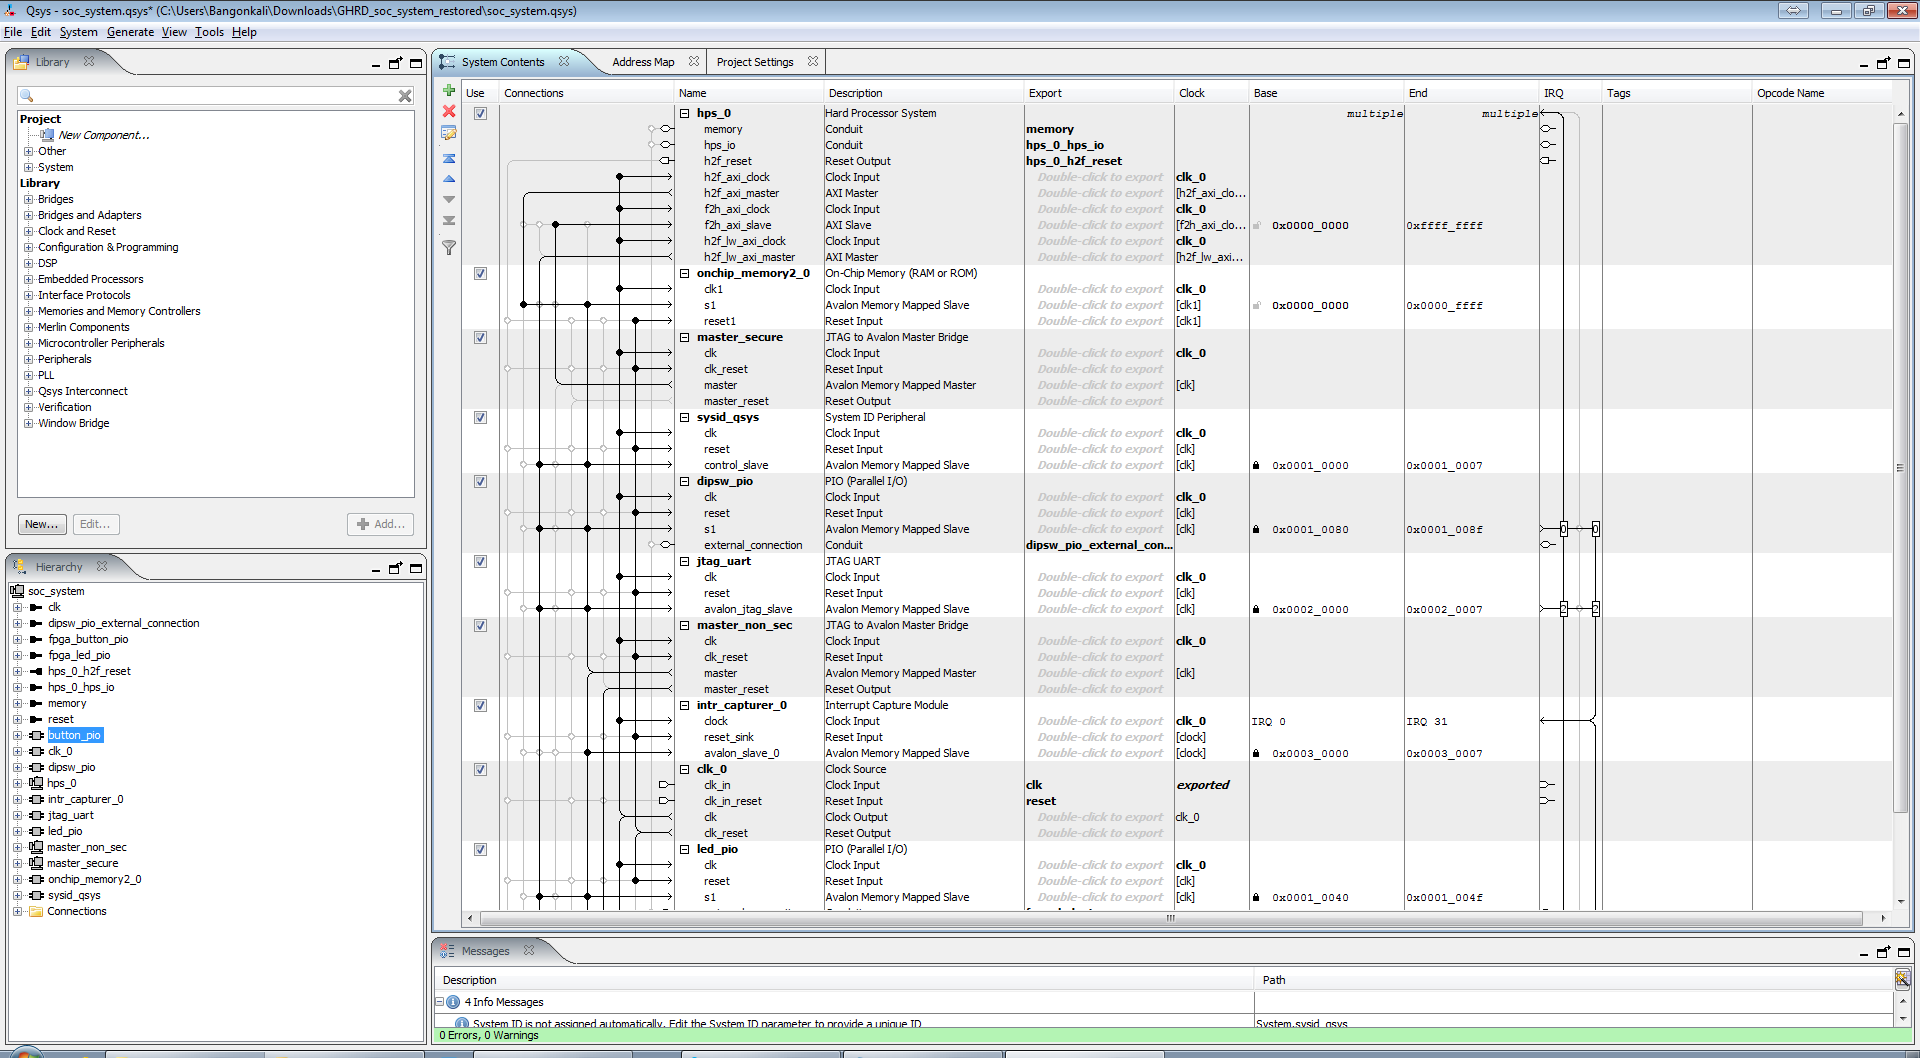 Qsys - soc_system.qsys* (C:\Users\Bangonkali\Downloads\GHRD_soc_system_restored\soc_system.qsys)
File Edit System Generate View Tools Help
Library
Project
New Component...
Other
System
Library
Bridges
Bridges and Adapters
Clock and Reset
Configuration & Programming
DSP
Embedded Processors
Interface Protocols
Memories and Memory Controllers
Merlin Components
Microcontroller Peripherals
Peripherals
PLL
Qsys Interconnect
Verification
Window Bridge
New... Edit... Add...
Hierarchy
soc_system
clk
dipsw_pio_external_connection
fpga_button_pio
fpga_led_pio
hps_0_h2f_reset
hps_0_hps_io
memory
reset
button_pio
clk_0
dipsw_pio
hps_0
intr_capturer_0
jtag_uart
led_pio
master_non_sec
master_secure
onchip_memory2_0
sysid_qsys
Connections
System Contents Address Map Project Settings
Use Connections Name Description Export Clock Base End IRQ Tags Opcode Name
hps_0 Hard Processor System multiple multiple
memory Conduit memory
hps_io Conduit hps_0_hps_io
h2f_reset Reset Output hps_0_h2f_reset
h2f_axi_clock Clock Input Double-click to export clk_0
h2f_axi_master AXI Master Double-click to export [h2f_axi_clo...
f2h_axi_clock Clock Input Double-click to export clk_0
f2h_axi_slave AXI Slave Double-click to export [f2h_axi_clo... 0x0000_0000 0xffff_ffff
h2f_lw_axi_clock Clock Input Double-click to export clk_0
h2f_lw_axi_master AXI Master Double-click to export [h2f_lw_axi...
onchip_memory2_0 On-Chip Memory (RAM or ROM)
clk1 Clock Input Double-click to export clk_0
s1 Avalon Memory Mapped Slave Double-click to export [clk1] 0x0000_0000 0x0000_ffff
reset1 Reset Input Double-click to export [clk1]
master_secure JTAG to Avalon Master Bridge
clk Clock Input Double-click to export clk_0
clk_reset Reset Input Double-click to export
master Avalon Memory Mapped Master Double-click to export [clk]
master_reset Reset Output Double-click to export
sysid_qsys System ID Peripheral
clk Clock Input Double-click to export clk_0
reset Reset Input Double-click to export [clk]
control_slave Avalon Memory Mapped Slave Double-click to export [clk] 0x0001_0000 0x0001_0007
dipsw_pio PIO (Parallel I/O)
clk Clock Input Double-click to export clk_0
reset Reset Input Double-click to export [clk]
s1 Avalon Memory Mapped Slave Double-click to export [clk] 0x0001_0080 0x0001_008f 0 0
external_connection Conduit dipsw_pio_external_con...
jtag_uart JTAG UART
clk Clock Input Double-click to export clk_0
reset Reset Input Double-click to export [clk]
avalon_jtag_slave Avalon Memory Mapped Slave Double-click to export [clk] 0x0002_0000 0x0002_0007 2 2
master_non_sec JTAG to Avalon Master Bridge
clk Clock Input Double-click to export clk_0
clk_reset Reset Input Double-click to export
master Avalon Memory Mapped Master Double-click to export [clk]
master_reset Reset Output Double-click to export
intr_capturer_0 Interrupt Capture Module
clock Clock Input Double-click to export clk_0 IRQ 0 IRQ 31
reset_sink Reset Input Double-click to export [clock]
avalon_slave_0 Avalon Memory Mapped Slave Double-click to export [clock] 0x0003_0000 0x0003_0007
clk_0 Clock Source
clk_in Clock Input clk exported
clk_in_reset Reset Input reset
clk Clock Output Double-click to export clk_0
clk_reset Reset Output Double-click to export
led_pio PIO (Parallel I/O)
clk Clock Input Double-click to export clk_0
reset Reset Input Double-click to export [clk]
s1 Avalon Memory Mapped Slave Double-click to export [clk] 0x0001_0040 0x0001_004f
Messages
Description Path
4 Info Messages
System ID is not assigned automatically. Edit the System ID parameter to provide a unique ID System.sysid_qsys
0 Errors, 0 Warnings